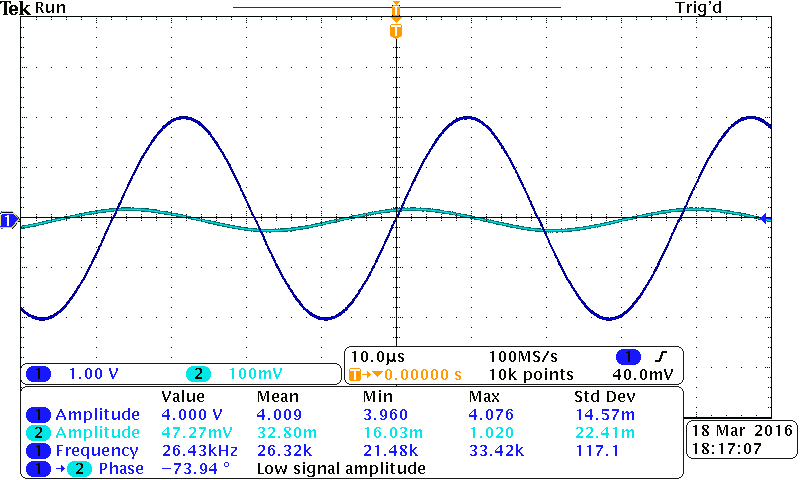 Tek Run Trig'd
T
T
1
10.0µs 100MS/s 1
T→▼0.00000 s 10k points 40.0mV
1 1.00 V 2 100mV
Value Mean Min Max Std Dev
1 Amplitude 4.000 V 4.009 3.960 4.076 14.57m
2 Amplitude 47.27mV 32.80m 16.03m 1.020 22.41m
1 Frequency 26.43kHz 26.32k 21.48k 33.42k 117.1
1 → 2 Phase −73.94 ° Low signal amplitude
18 Mar 2016
18:17:07